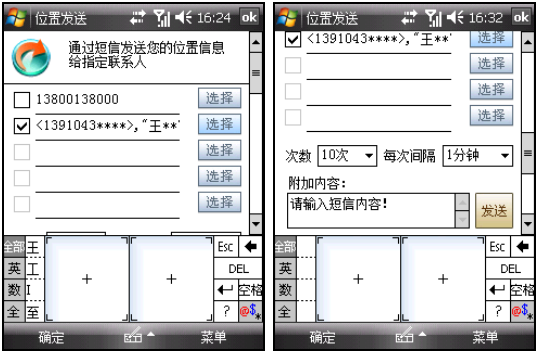 位置发送 16:24 ok
通过短信发送您的位置信息
给指定联系人
13800138000 选择
<1391043****>,"王**" 选择
选择
选择
选择
全部 王 Esc
英 工 DEL
数 I 空格
全 至 ? @$*
确定 菜单
位置发送 16:32 ok
<1391043****>,"王**" 选择
选择
选择
选择
次数 10次 每次间隔 1分钟
附加内容:
请输入短信内容! 发送
全部 Esc
英 DEL
数 空格
全 ? @$*
确定 菜单